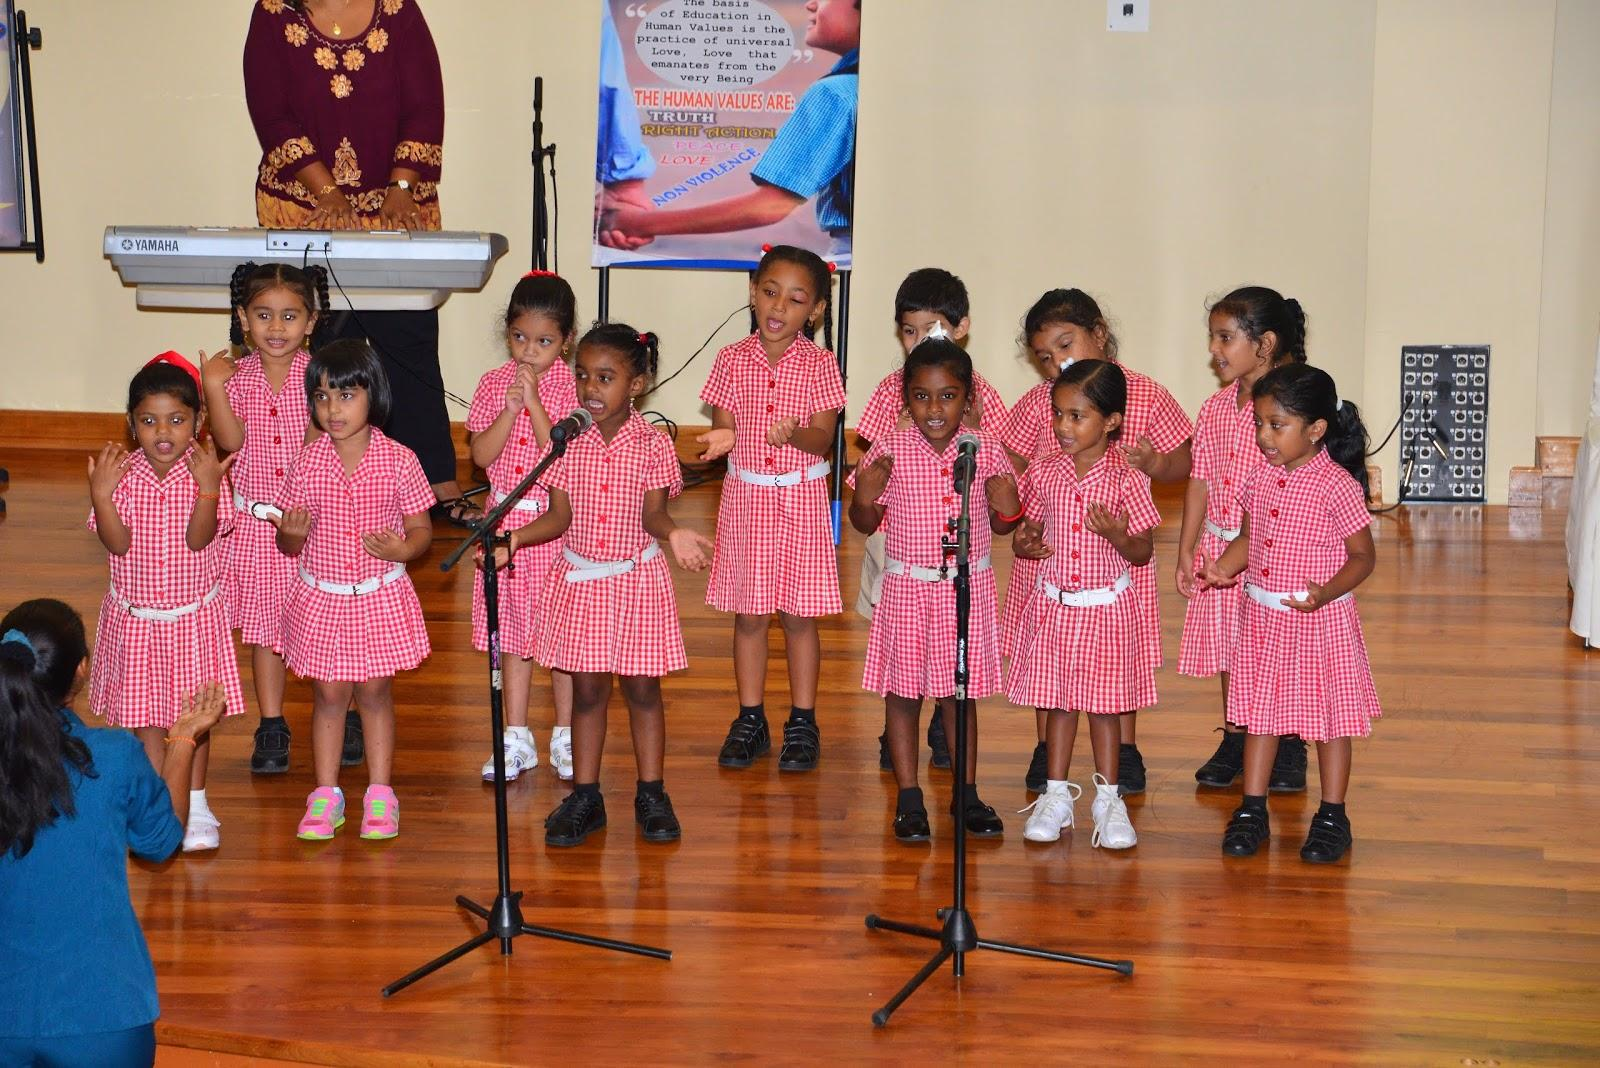 “ The basis
of Education in
Human Values is the
practice of universal
Love, Love that
emanates from the
very Being ”
THE HUMAN VALUES ARE:
TRUTH
RIGHT ACTION
PEACE
LOVE
NON VIOLENCE
YAMAHA